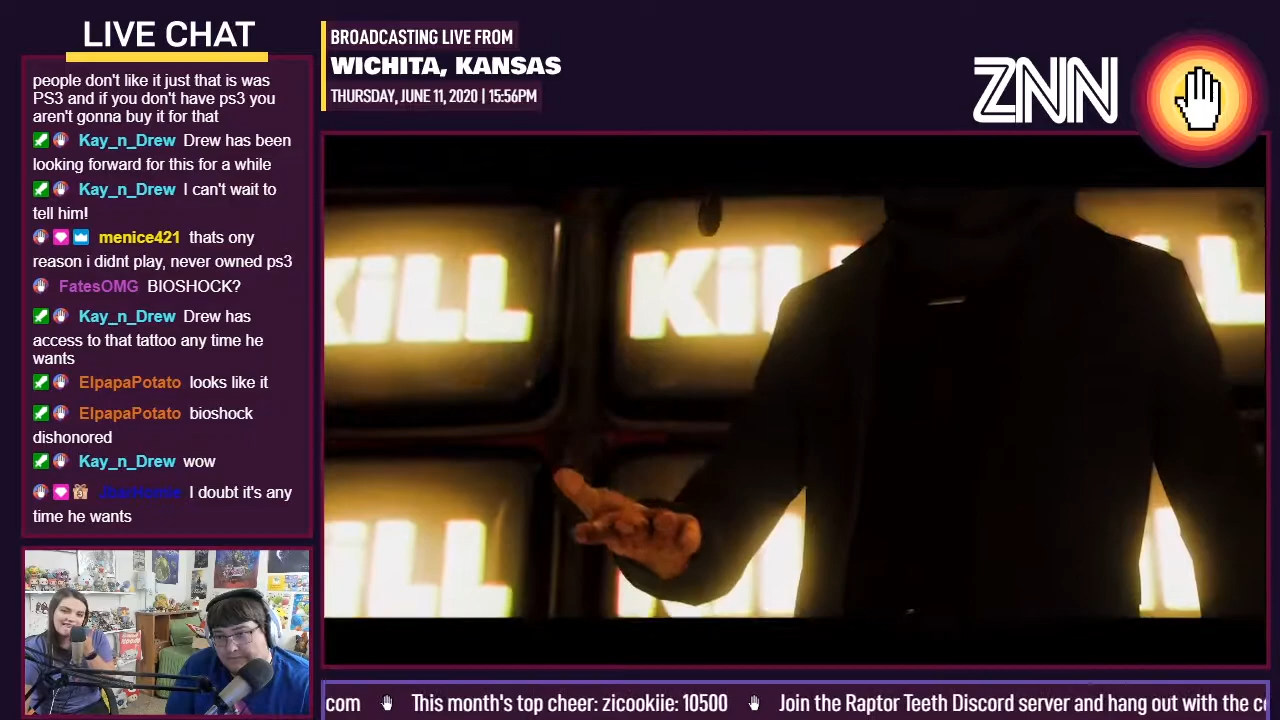 LIVE CHAT
people don't like it just that is was
PS3 and if you don't have ps3 you
aren't gonna buy it for that
Kay_n_Drew Drew has been
looking forward for this for a while
Kay_n_Drew I can't wait to
tell him!
menice421 thats ony
reason i didnt play, never owned ps3
FatesOMG BIOSHOCK?
Kay_n_Drew Drew has
access to that tattoo any time he
wants
ElpapaPotato looks like it
ElpapaPotato bioshock
dishonored
Kay_n_Drew wow
I doubt it's any
time he wants
BROADCASTING LIVE FROM
WICHITA, KANSAS
THURSDAY, JUNE 11, 2020 | 15:56PM
ZNN
KiLL
KiLL
LL
iLL
K
com
This month's top cheer: zicookiie: 10500
Join the Raptor Teeth Discord server and hang out with the c